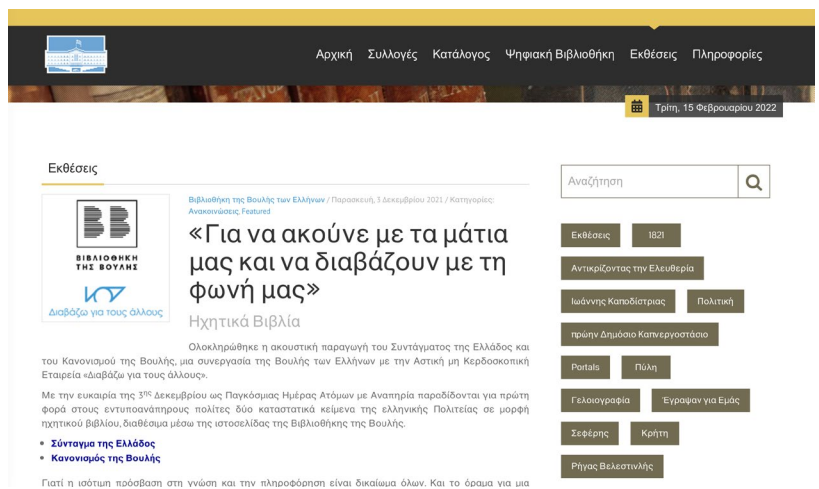 Αρχική Συλλογές Κατάλογος Ψηφιακή Βιβλιοθήκη Εκθέσεις Πληροφορίες
Τρίτη, 15 Φεβρουαρίου 2022
Εκθέσεις
ΒΙΒΛΙΟΘΗΚΗ
ΤΗΣ ΒΟΥΛΗΣ
Διαβάζω για τους άλλους
Βιβλιοθήκη της Βουλής των Ελλήνων / Παρασκευή, 3 Δεκεμβρίου 2021 / Κατηγορίες:
Ανακοινώσεις, Featured
«Για να ακούνε με τα μάτια
μας και να διαβάζουν με τη
φωνή μας»
Ηχητικά Βιβλία
Ολοκληρώθηκε η ακουστική παραγωγή του Συντάγματος της Ελλάδος και
του Κανονισμού της Βουλής, μια συνεργασία της Βουλής των Ελλήνων με την Αστική μη Κερδοσκοπική
Εταιρεία «Διαβάζω για τους άλλους».
Με την ευκαιρία της 3ης Δεκεμβρίου ως Παγκόσμιας Ημέρας Ατόμων με Αναπηρία παραδίδονται για πρώτη
φορά στους εντυποανάπηρους πολίτες δύο καταστατικά κείμενα της ελληνικής Πολιτείας σε μορφή
ηχητικού βιβλίου, διαθέσιμα μέσω της ιστοσελίδας της Βιβλιοθήκης της Βουλής.
Σύνταγμα της Ελλάδος
Κανονισμός της Βουλής
Γιατί η ισότιμη πρόσβαση στη γνώση και την πληροφόρηση είναι δικαίωμα όλων. Και το όραμα για μια
Αναζήτηση
Εκθέσεις 1821
Αντικρίζοντας την Ελευθερία
Ιωάννης Καποδίστριας Πολιτική
πρώην Δημόσιο Καπνεργοστάσιο
Portals Πύλη
Γελοιογραφία Έγραψαν για Εμάς
Σεφέρης Κρήτη
Ρήγας Βελεστινλής